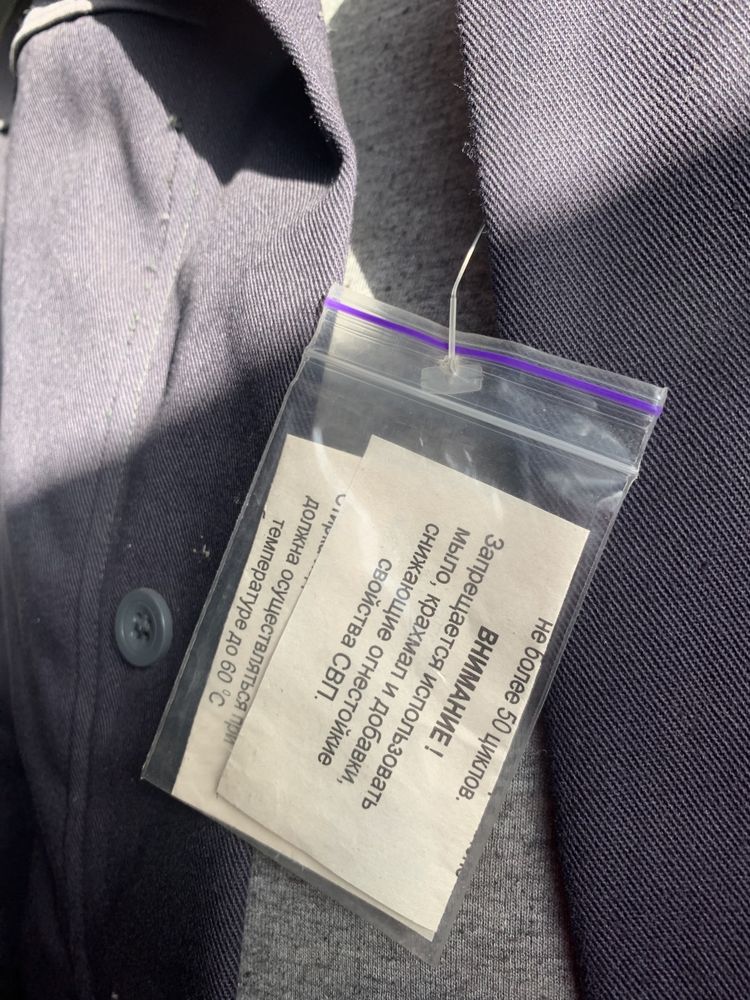 не более 50 циклов.
ВНИМАНИЕ !
Запрещается использовать
мыло, крахмал и добавки,
снижающие огнестойкие
свойства СВП.
должна осуществляться при
температуре до 60 °С